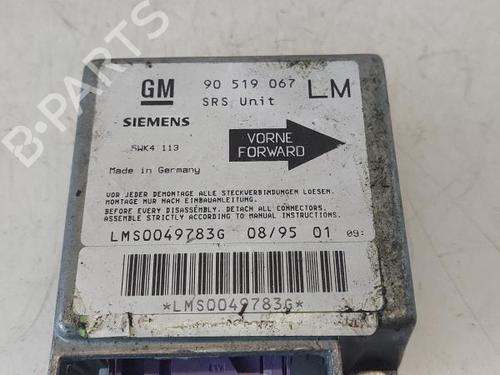 GM 90 519 067 LM
SRS Unit
SIEMENS
5WK4 113
VORNE
FORWARD
Made in Germany
VOR JEDER DEMONTAGE ALLE STECKVERBINDUNGEN LOESEN.
MONTAGE NUR NACH EINBAUANLEITUNG.
BEFORE EVERY DISASSEMBLY. DETACH ALL CONNECTORS.
ASSEMBLE STRICTLY ACCORDING TO MANUAL INSTRUCTIONS.
LMS0049783G 08/95 01 09:
*LMS0049783G*